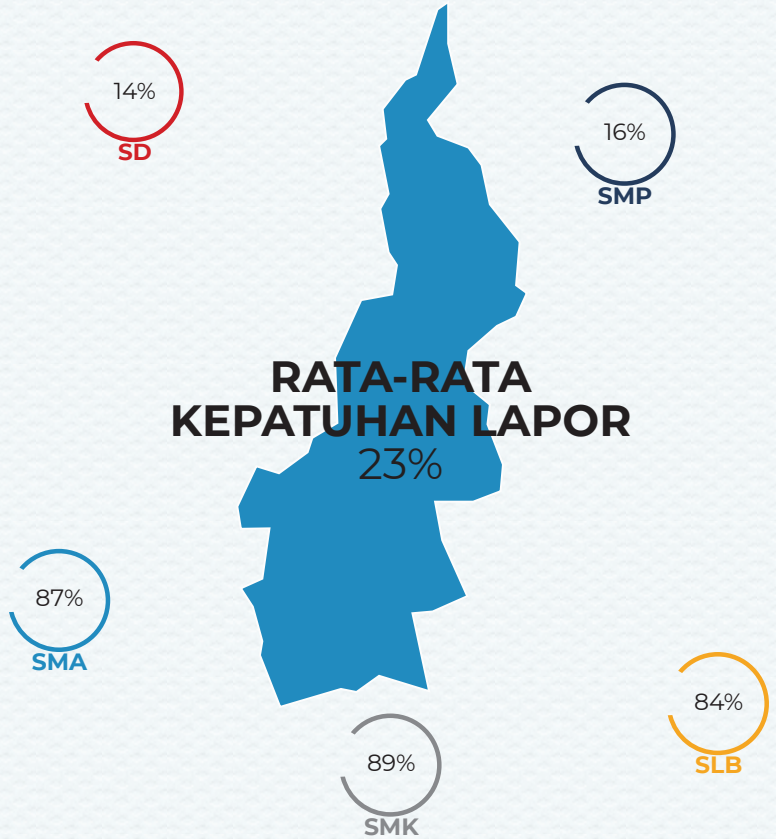 14%
SD
16%
SMP
RATA-RATA
KEPATUHAN LAPOR
23%
87%
SMA
84%
SLB
89%
SMK